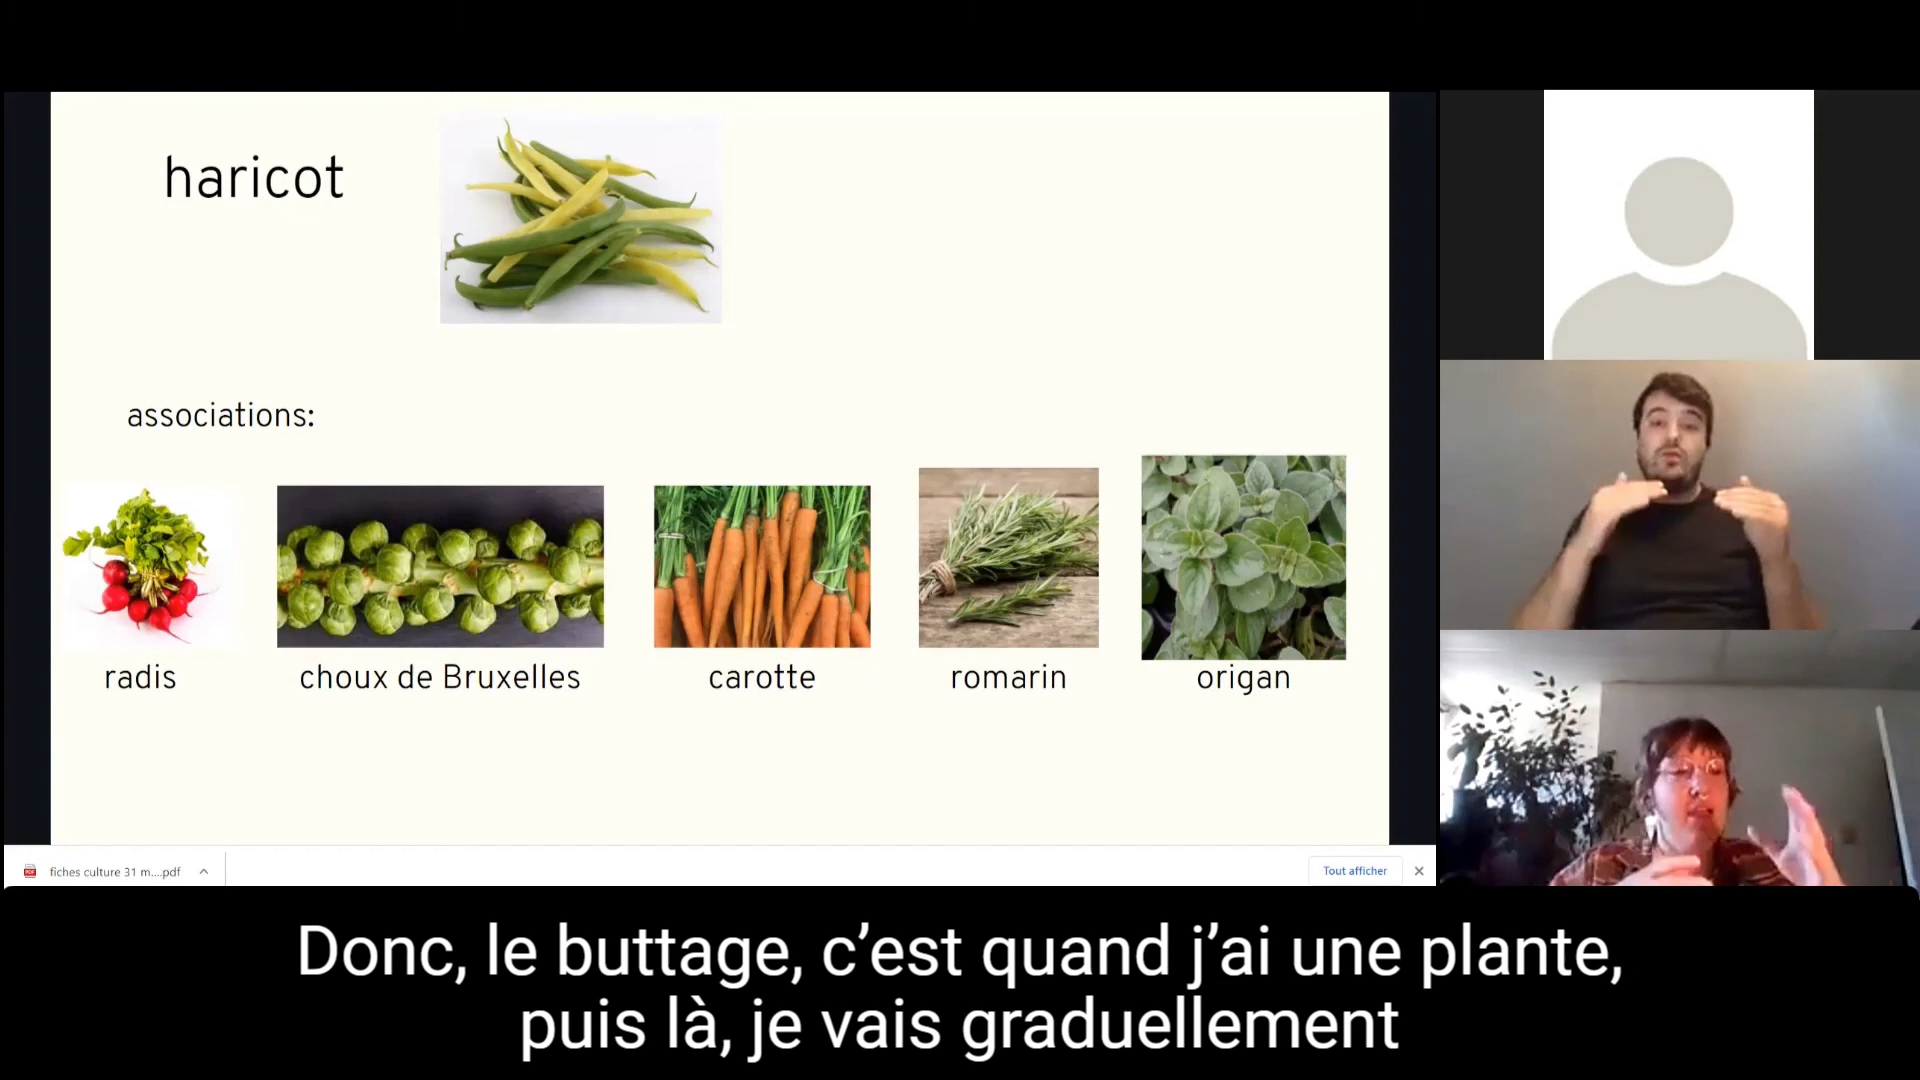 haricot
associations:
radis
choux de Bruxelles
carotte
romarin
origan
fiches culture 31 m....pdf
Tout afficher
Donc, le buttage, c’est quand j’ai une plante,
puis là, je vais graduellement